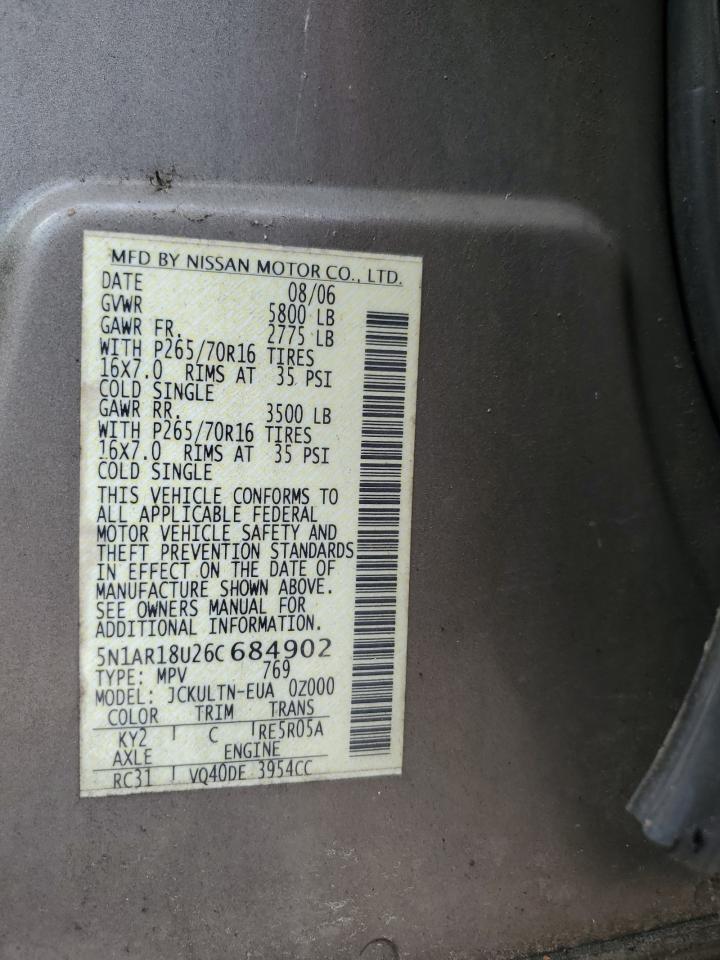 MFD BY NISSAN MOTOR CO., LTD.
DATE 08/06
GVWR 5800 LB
GAWR FR. 2775 LB
WITH P265/70R16 TIRES
16X7.0 RIMS AT 35 PSI
COLD SINGLE
GAWR RR. 3500 LB
WITH P265/70R16 TIRES
16X7.0 RIMS AT 35 PSI
COLD SINGLE
THIS VEHICLE CONFORMS TO
ALL APPLICABLE FEDERAL
MOTOR VEHICLE SAFETY AND
THEFT PREVENTION STANDARDS
IN EFFECT ON THE DATE OF
MANUFACTURE SHOWN ABOVE.
SEE OWNERS MANUAL FOR
ADDITIONAL INFORMATION.
5N1AR18U26C684902
TYPE: MPV 769
MODEL: JCKULTN-EUA 0Z000
COLOR TRIM TRANS
KY2 C RE5R05A
AXLE ENGINE
RC31 VQ40DE 3954CC